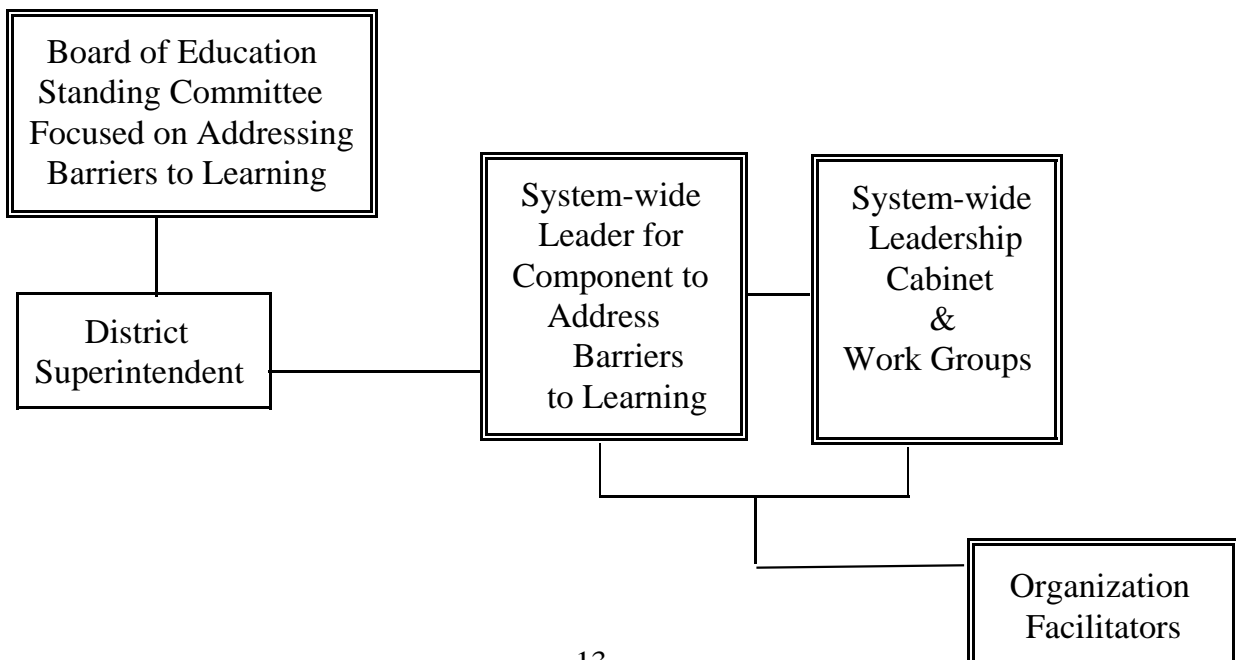 Board of Education
Standing Committee
Focused on Addressing
Barriers to Learning
District
Superintendent
System-wide
Leader for
Component to
Address
Barriers
to Learning
System-wide
Leadership
Cabinet
&
Work Groups
Organization
Facilitators
13